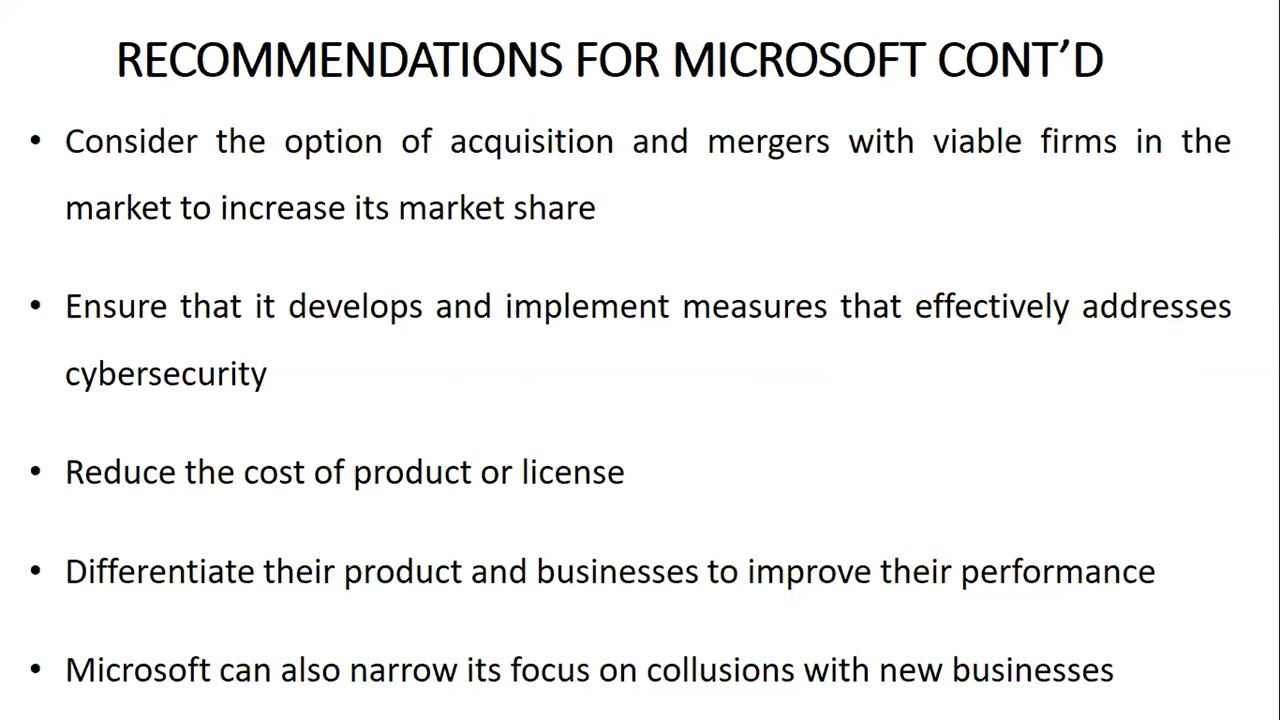 RECOMMENDATIONS FOR MICROSOFT CONT’D
• Consider the option of acquisition and mergers with viable firms in the
market to increase its market share
• Ensure that it develops and implement measures that effectively addresses
cybersecurity
• Reduce the cost of product or license
• Differentiate their product and businesses to improve their performance
• Microsoft can also narrow its focus on collusions with new businesses